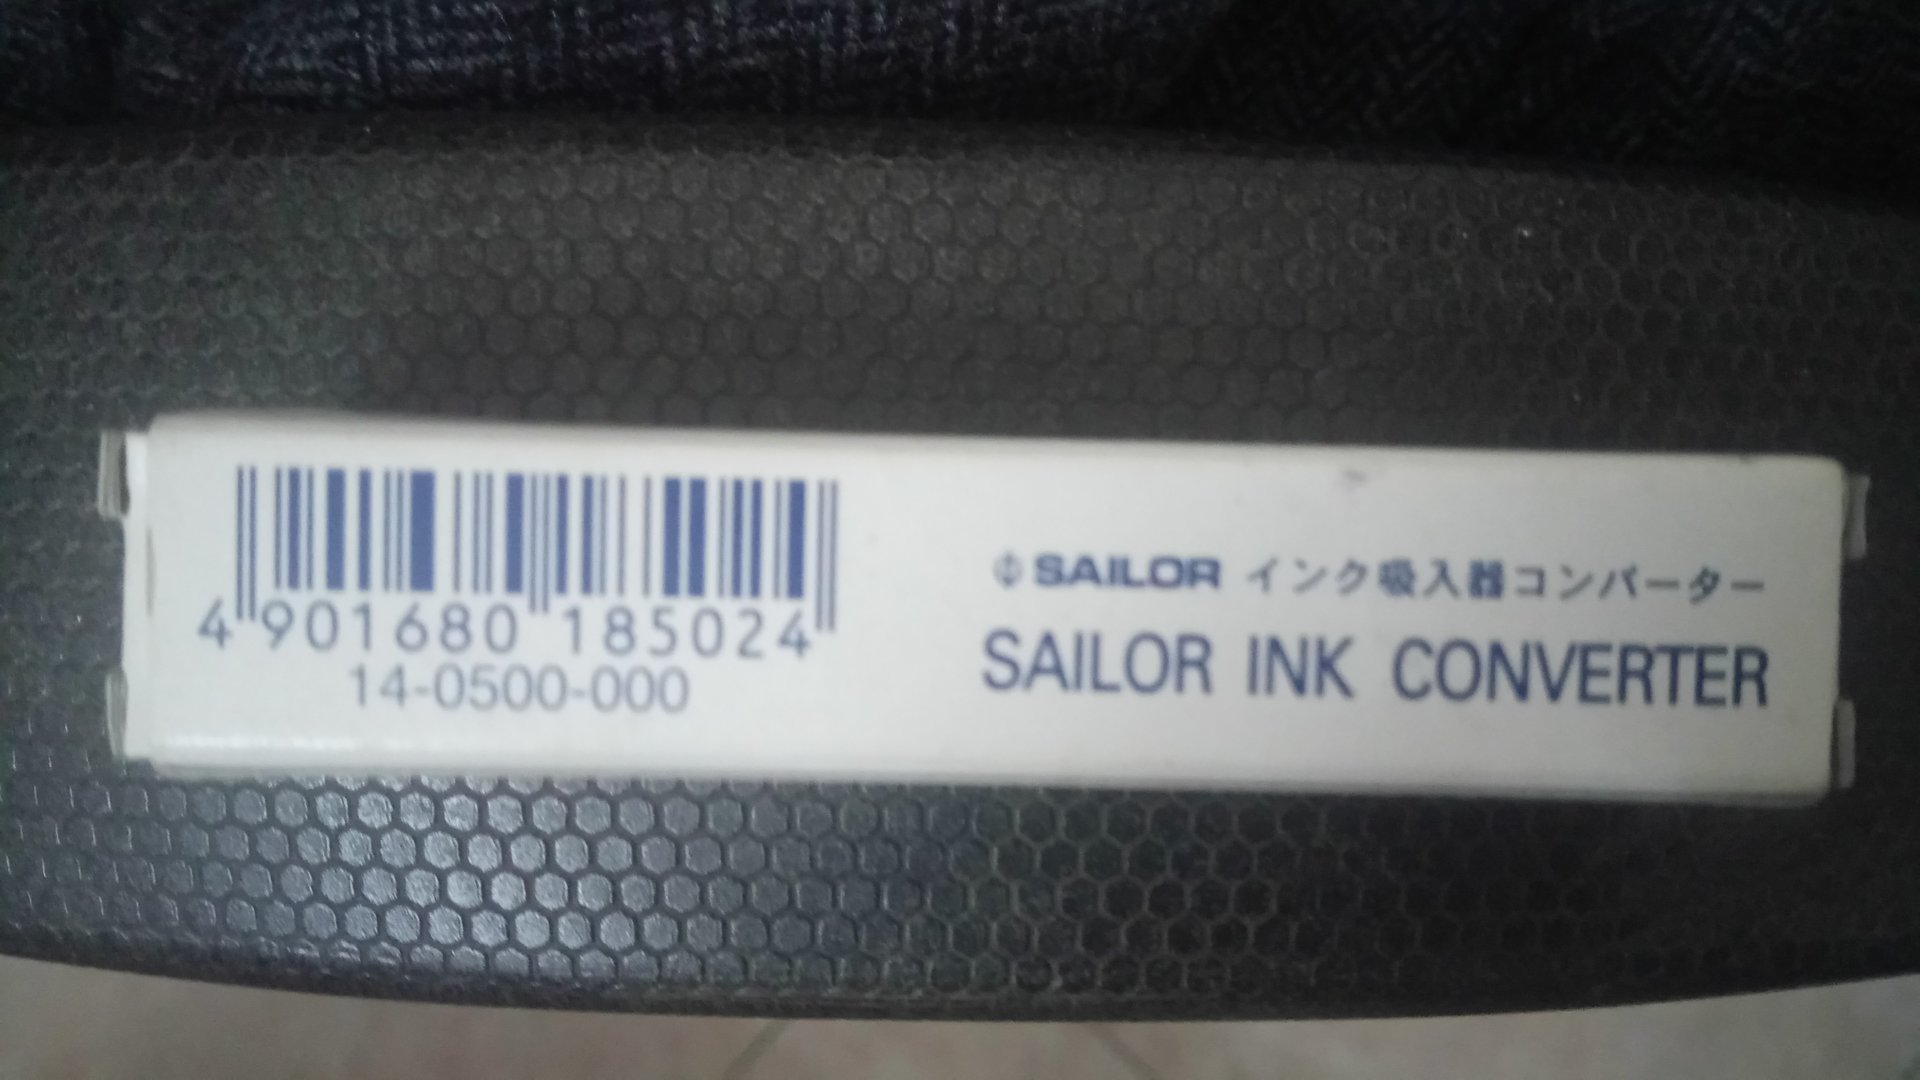 4 901680 185024
14-0500-000
SAILOR インク吸入器コンバーター
SAILOR INK CONVERTER